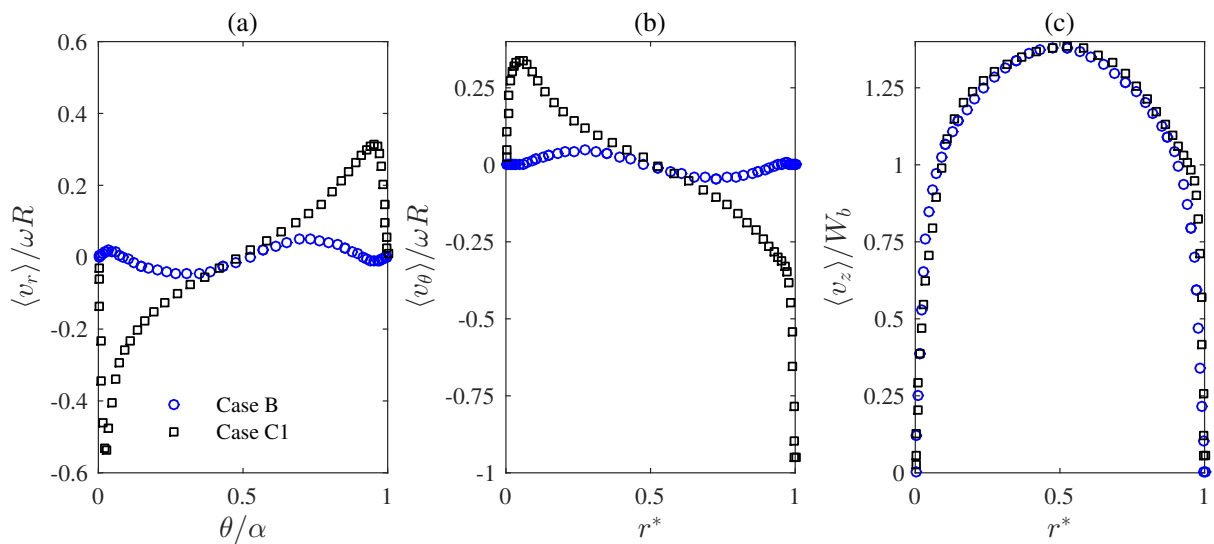 (a)
0.6
0.4
0.2
0
-0.2
-0.4
-0.6
⟨v_r⟩/ωR
0 0.5 1
θ/α
Case B
Case C1
(b)
0.25
0
-0.25
-0.5
-0.75
-1
⟨v_θ⟩/ωR
0 0.5 1
r*
(c)
1.25
1
0.75
0.5
1.25
0
⟨v_z⟩/W_b
0 0.5 1
r*